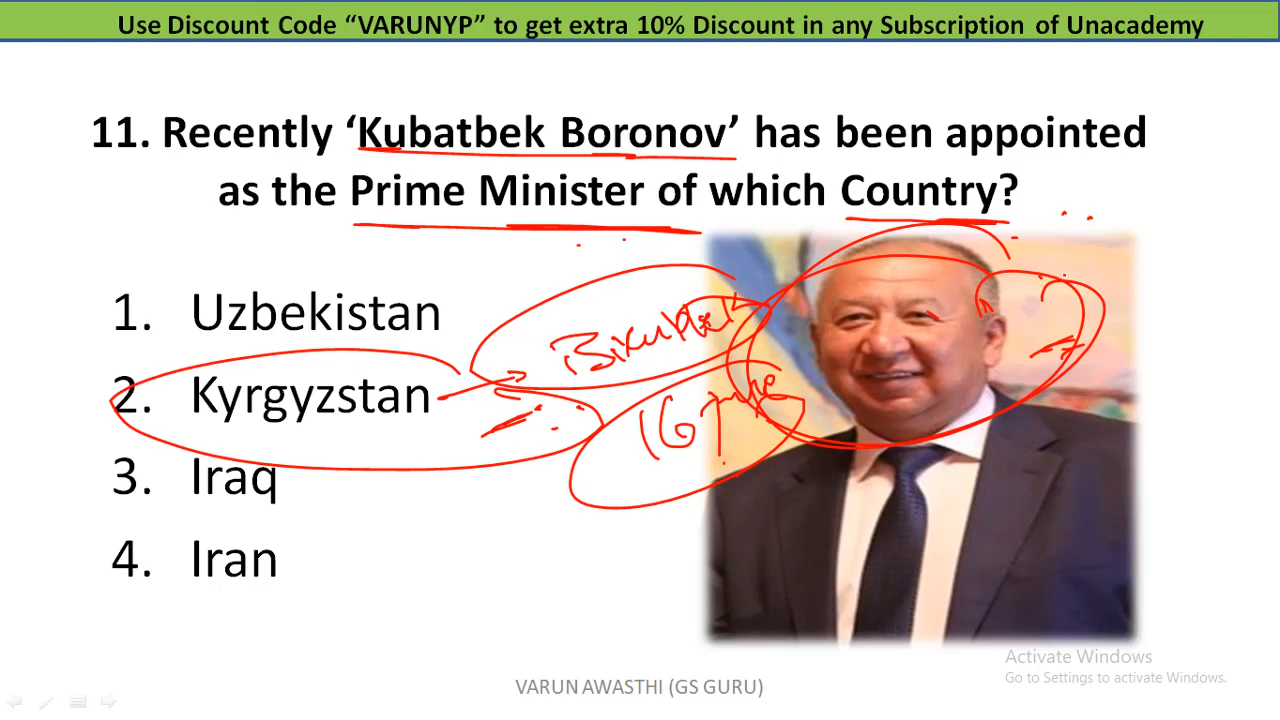 Use Discount Code “VARUNYP” to get extra 10% Discount in any Subscription of Unacademy
11. Recently ‘Kubatbek Boronov’ has been appointed
as the Prime Minister of which Country?
1. Uzbekistan
2. Kyrgyzstan
3. Iraq
4. Iran
VARUN AWASTHI (GS GURU)
Activate Windows
Go to Settings to activate Windows.